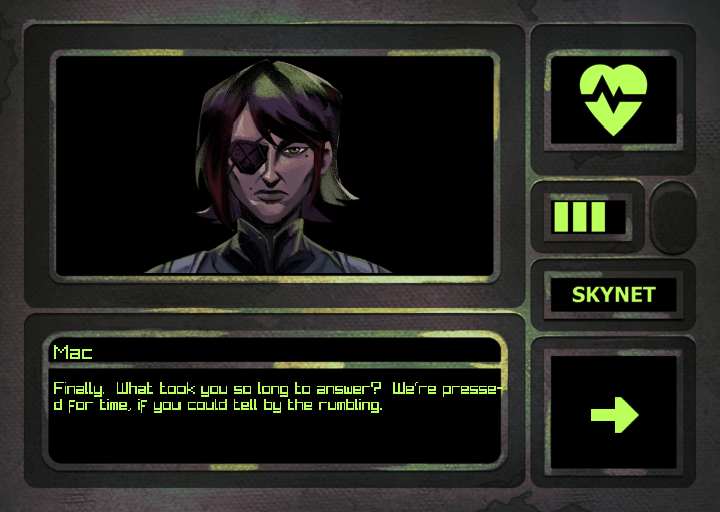 SKYNET
Mac
Finally. What took you so long to answer? We're presse-
d for time, if you could tell by the rumbling.